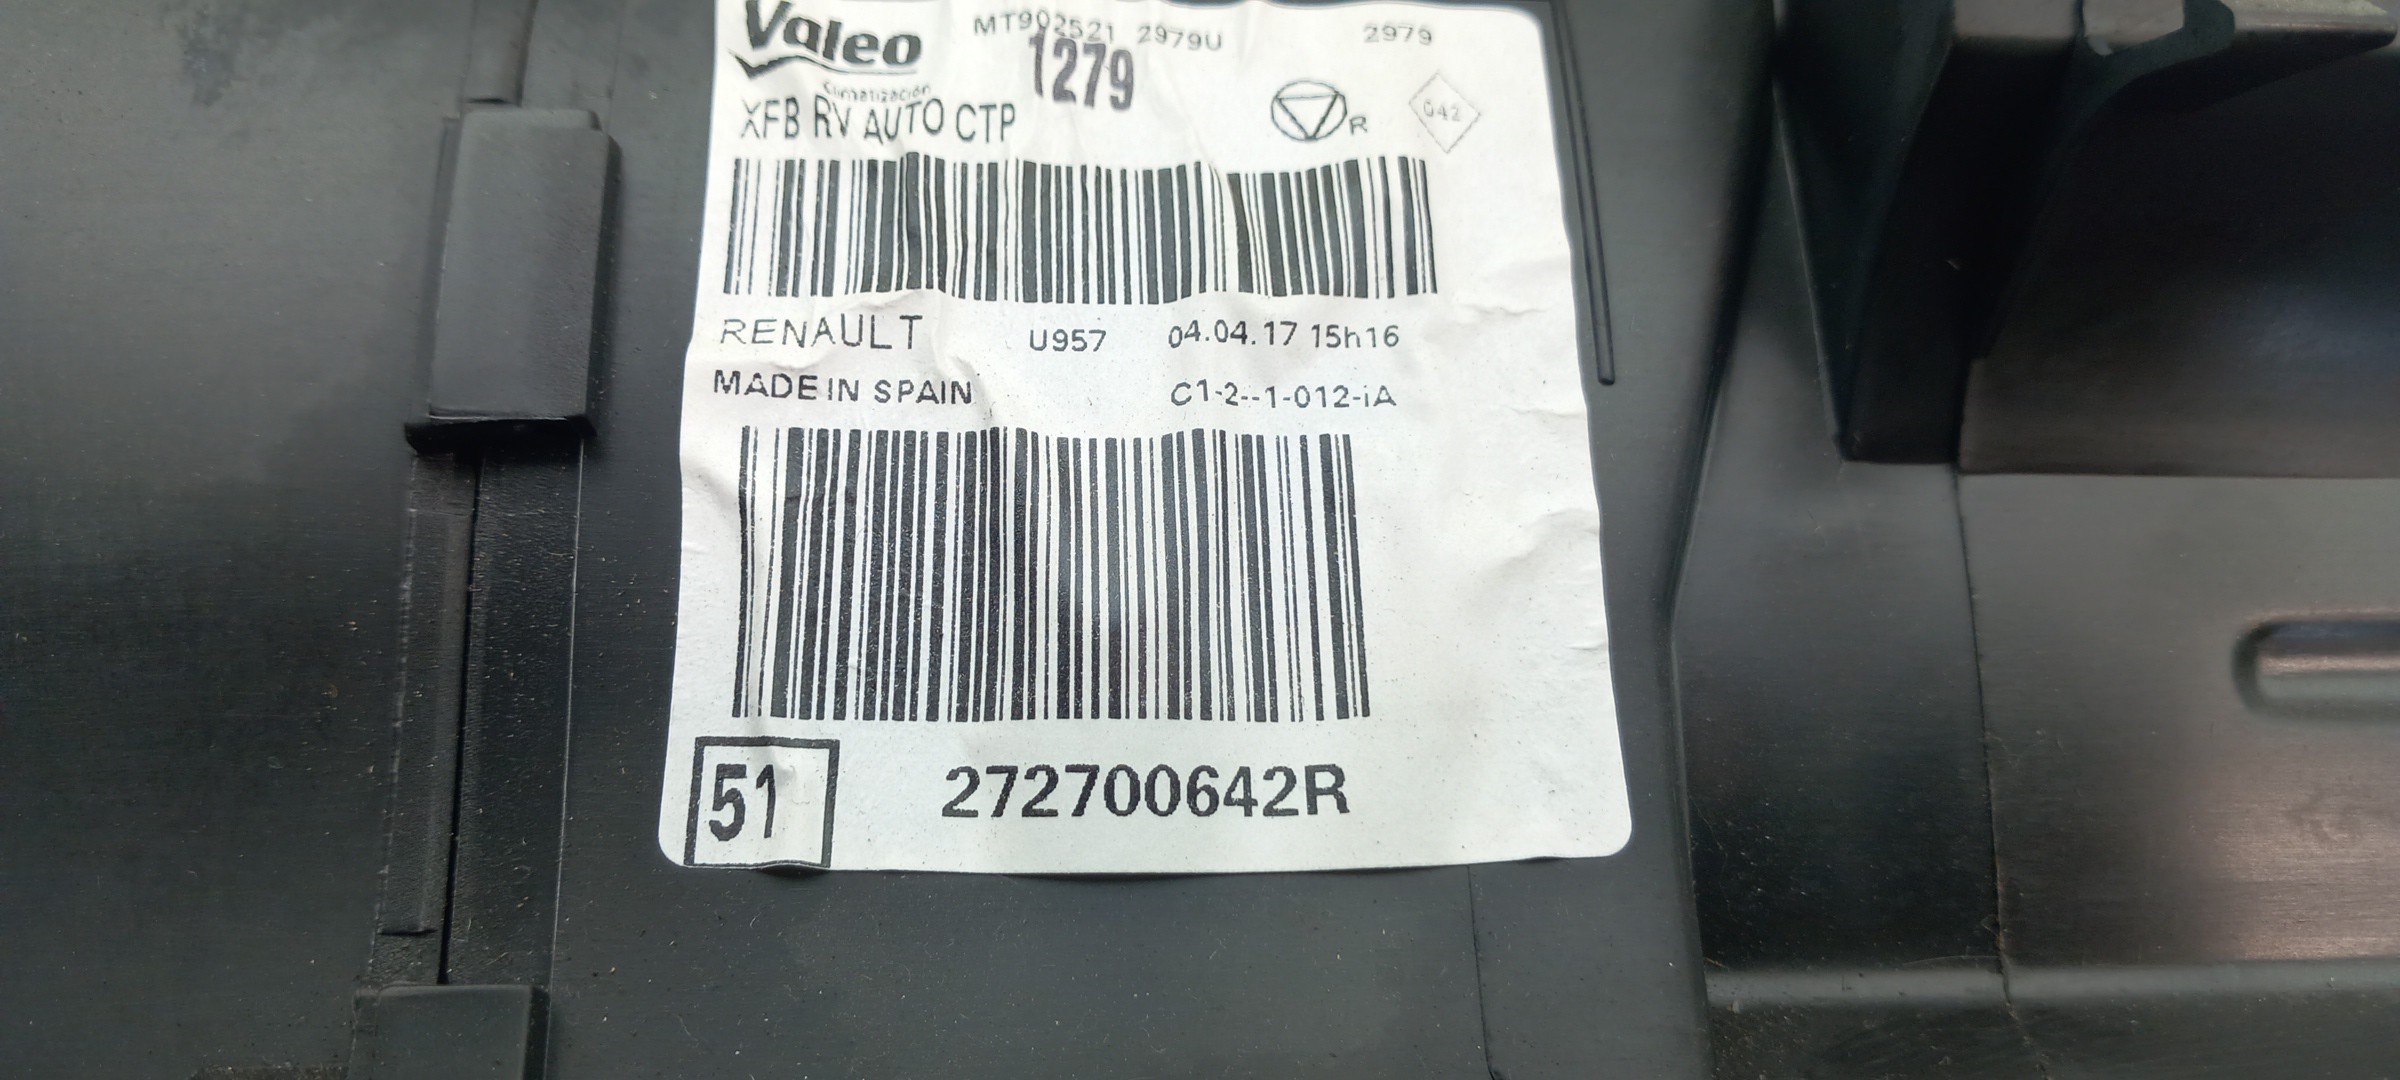 Valeo
MT902521 2979U 2979
1279
Climatización
XFB RV AUTO CTP
R
042
RENAULT U957 04.04.17 15h16
MADE IN SPAIN C1-2--1-012-iA
51 272700642R